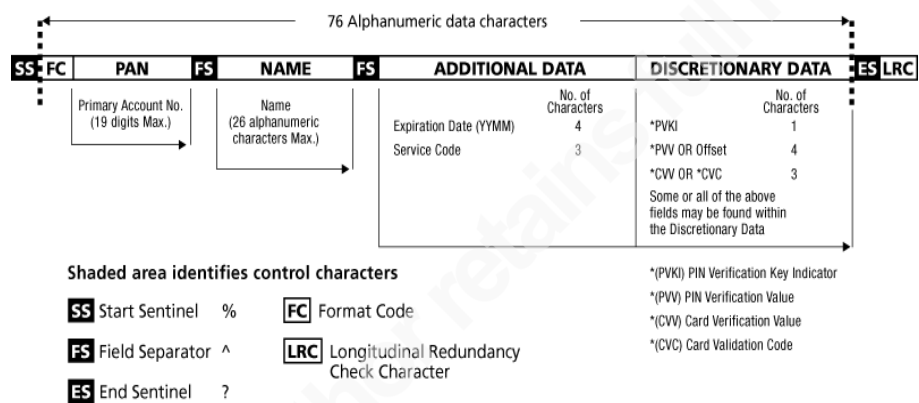 76 Alphanumeric data characters
SS FC PAN FS NAME FS ADDITIONAL DATA DISCRETIONARY DATA ES LRC
Primary Account No.
(19 digits Max.)
Name
(26 alphanumeric
characters Max.)
No. of
Characters
Expiration Date (YYMM) 4
Service Code 3
No. of
Characters
*PVKI 1
*PVV OR Offset 4
*CVV OR *CVC 3
Some or all of the above
fields may be found within
the Discretionary Data
Shaded area identifies control characters
SS Start Sentinel %
FC Format Code
FS Field Separator ^
LRC Longitudinal Redundancy
Check Character
ES End Sentinel ?
*(PVKI) PIN Verification Key Indicator
*(PVV) PIN Verification Value
*(CVV) Card Verification Value
*(CVC) Card Validation Code
hor retains full r